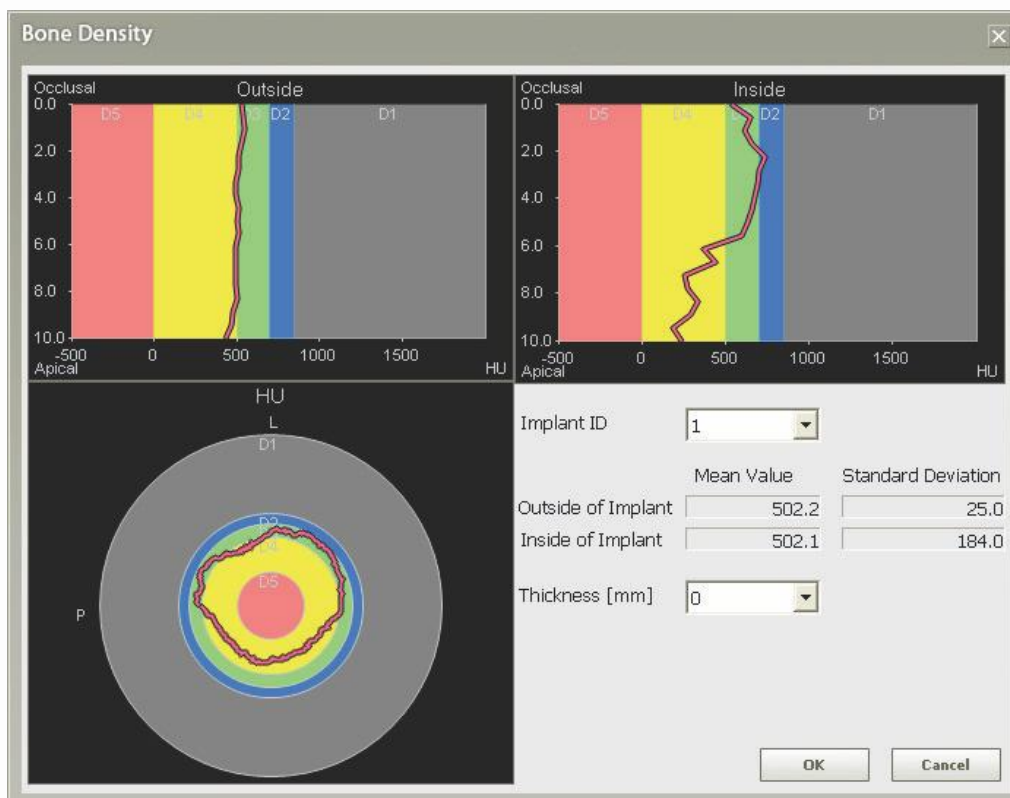 Bone Density
Occlusal
Outside
0.0
D5
D4
D3
D2
D1
2.0
4.0
6.0
8.0
10.0
-500
0
500
1000
1500
Apical
HU
Occlusal
Inside
0.0
D5
D4
D2
D1
2.0
4.0
6.0
8.0
10.0
-500
0
500
1000
1500
Apical
HU
HU
L
D1
D4
D5
P
Implant ID
1
Mean Value Standard Deviation
Outside of Implant 502.2 25.0
Inside of Implant 502.1 184.0
Thickness [mm] 0
OK Cancel